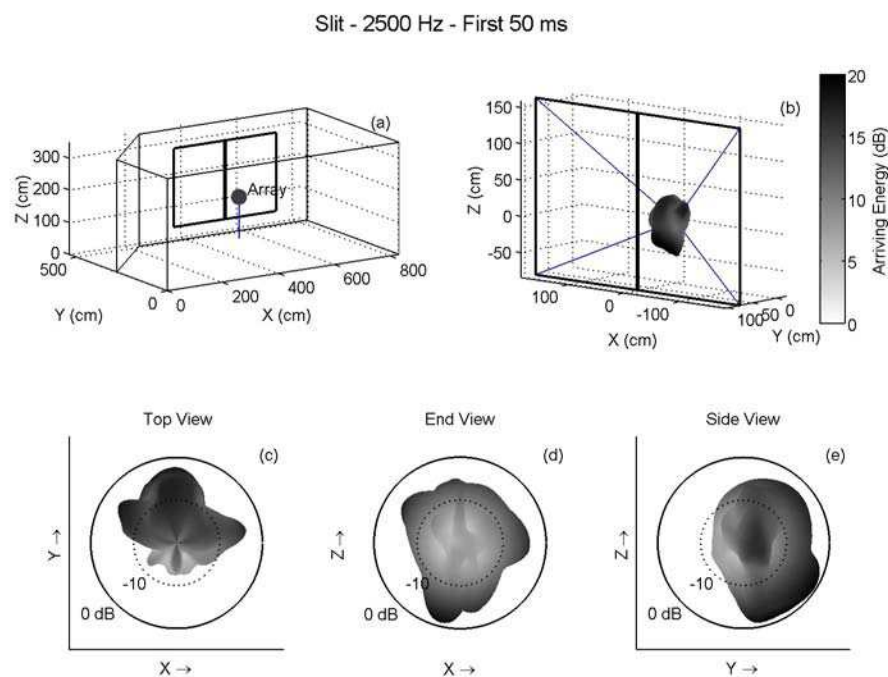 Slit - 2500 Hz - First 50 ms
(a)
300
200
100
0
Z (cm)
500
0
Y (cm)
0
200
400
600
800
X (cm)
Array
(b)
150
100
50
0
-50
Z (cm)
100
0
-100
X (cm)
100
50
0
Y (cm)
20
15
10
5
0
Arriving Energy (dB)
Top View
(c)
Y →
-10
0 dB
X →
End View
(d)
Z →
-10
0 dB
X →
Side View
(e)
Z →
-10
0 dB
Y →